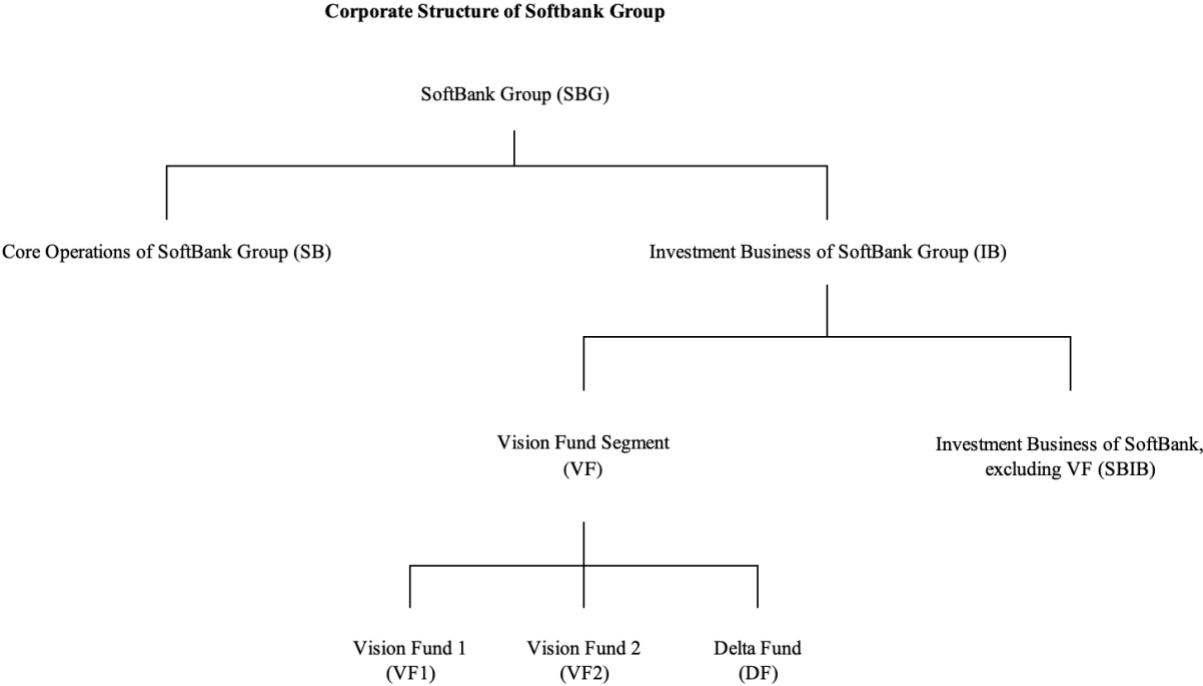 Corporate Structure of Softbank Group
SoftBank Group (SBG)
Core Operations of SoftBank Group (SB)
Investment Business of SoftBank Group (IB)
Vision Fund Segment
(VF)
Investment Business of SoftBank,
excluding VF (SBIB)
Vision Fund 1
(VF1)
Vision Fund 2
(VF2)
Delta Fund
(DF)